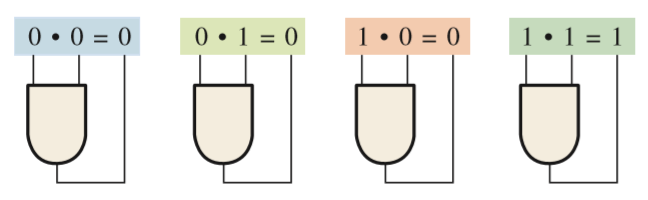 0 • 0 = 0
0 • 1 = 0
1 • 0 = 0
1 • 1 = 1